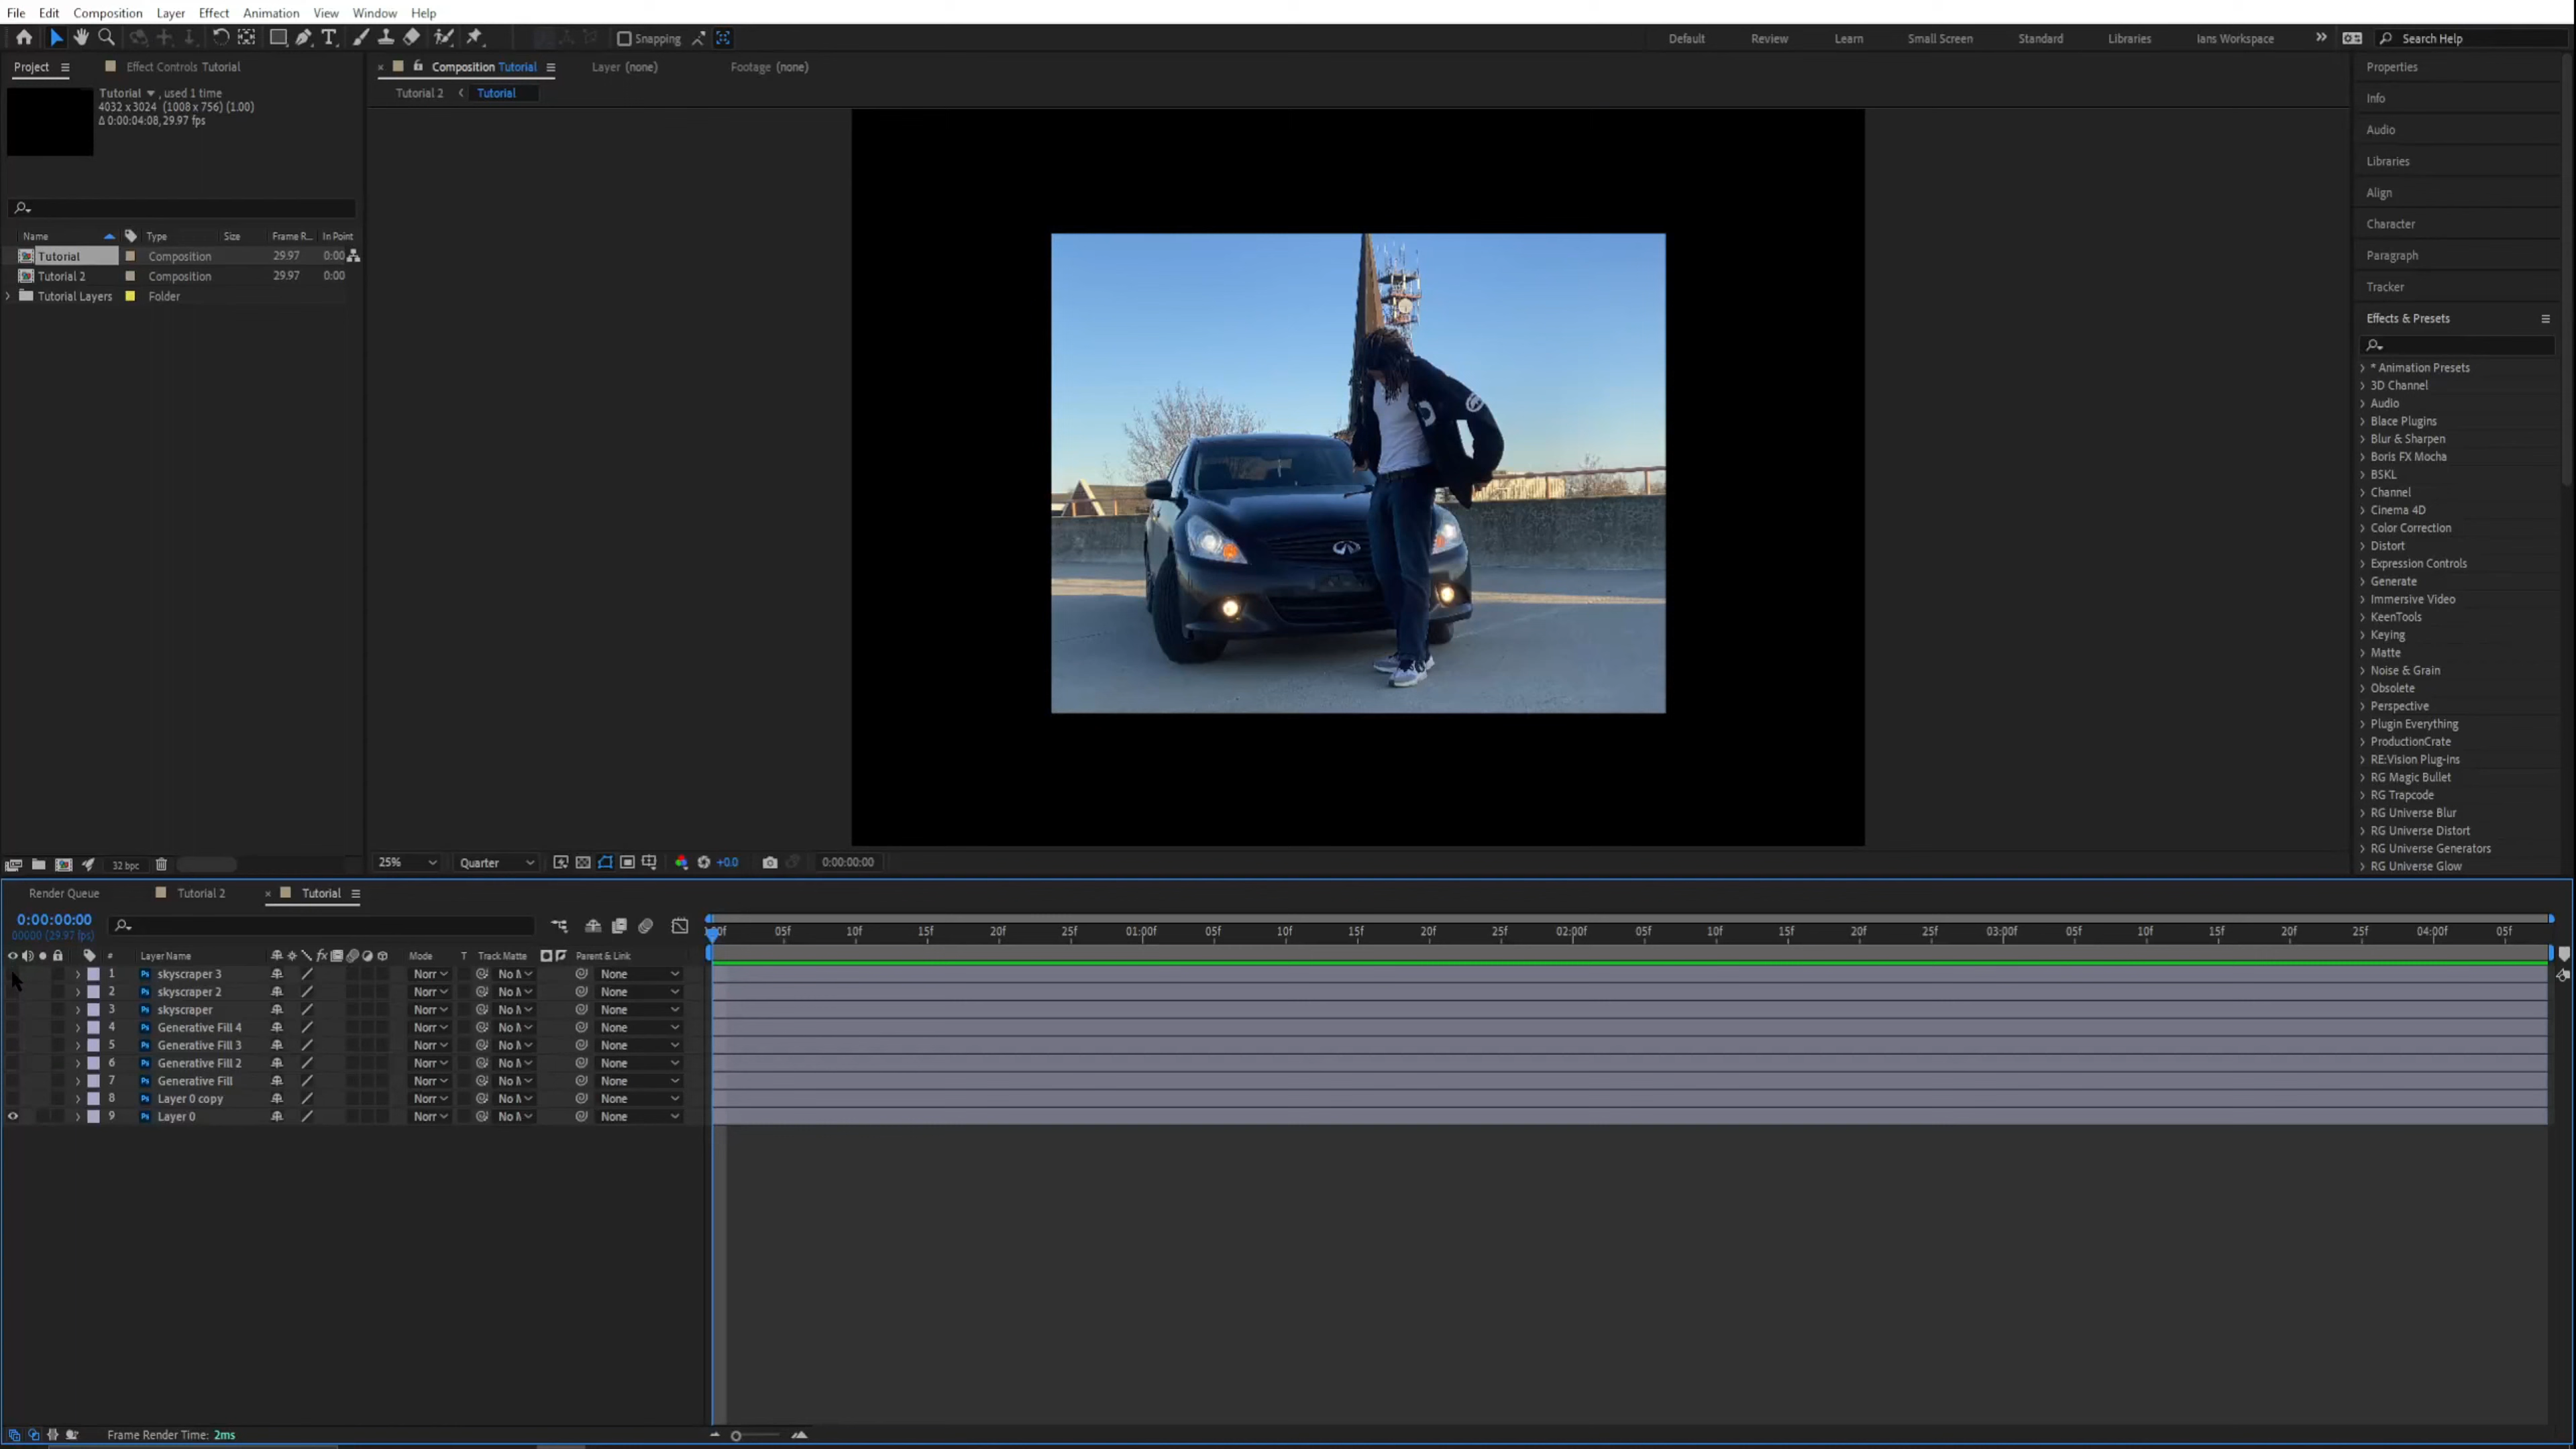 File Edit Composition Layer Effect Animation View Window Help
Snapping Default Review Learn Small Screen Standard Libraries Ians Workspace Search Help
Project Effect Controls Tutorial
Tutorial , used 1 time
4032 x 3024 (1008 x 756) (1.00)
Δ 0:00:04:08, 29.97 fps
Name Type Size Frame R... In Point
Tutorial Composition 29.97 0:00
Tutorial 2 Composition 29.97 0:00
Tutorial Layers Folder
32 bpc
Composition Tutorial Layer (none) Footage (none)
Tutorial 2 Tutorial
25% Quarter +0.0 0:00:00:00
Properties
Info
Audio
Libraries
Align
Character
Paragraph
Tracker
Effects & Presets
* Animation Presets
3D Channel
Audio
Blace Plugins
Blur & Sharpen
Boris FX Mocha
BSKL
Channel
Cinema 4D
Color Correction
Distort
Expression Controls
Generate
Immersive Video
KeenTools
Keying
Matte
Noise & Grain
Obsolete
Perspective
Plugin Everything
ProductionCrate
RE:Vision Plug-ins
RG Magic Bullet
RG Trapcode
RG Universe Blur
RG Universe Distort
RG Universe Generators
RG Universe Glow
Render Queue Tutorial 2 Tutorial
0:00:00:00
00000 (29.97 fps)
05f 10f 15f 20f 25f 01:00f 05f 10f 15f 20f 25f 02:00f 05f 10f 15f 20f 25f 03:00f 05f 10f 15f 20f 25f 04:00f 05f
# Layer Name fx Mode T Track Matte Parent & Link
1 Ps skyscraper 3 Norr No None
2 Ps skyscraper 2 Norr No None
3 Ps skyscraper Norr No None
4 Ps Generative Fill 4 Norr No None
5 Ps Generative Fill 3 Norr No None
6 Ps Generative Fill 2 Norr No None
7 Ps Generative Fill Norr No None
8 Ps Layer 0 copy Norr No None
9 Ps Layer 0 Norr No None
Frame Render Time: 2ms